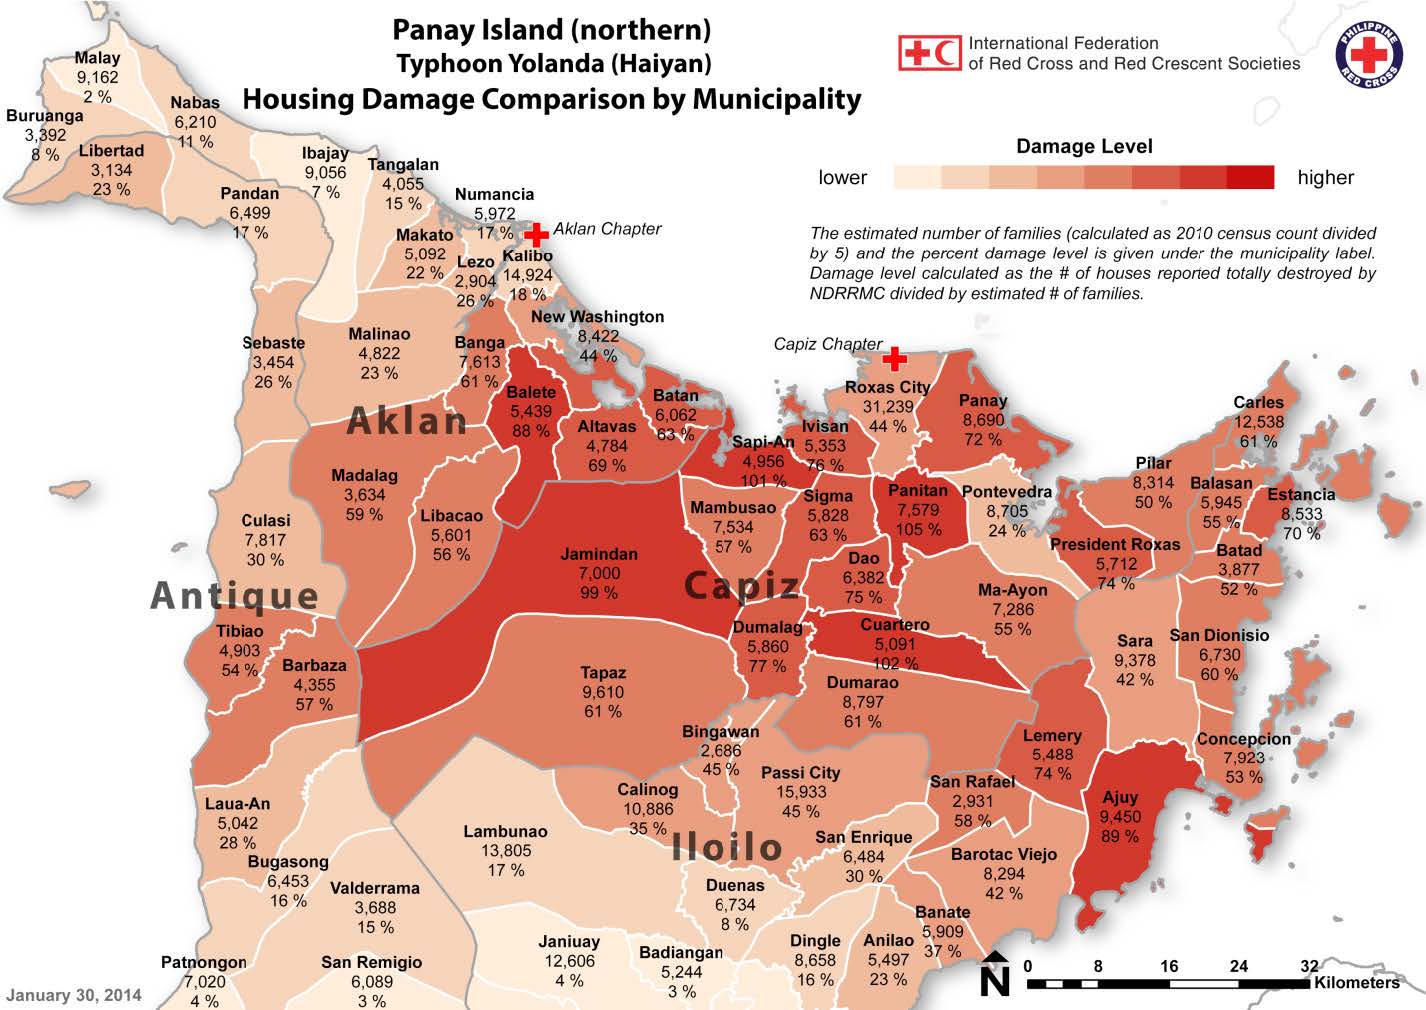 Panay Island (northern)
Typhoon Yolanda (Haiyan)
Housing Damage Comparison by Municipality
International Federation
of Red Cross and Red Crescent Societies
PHILIPPINE
RED CROSS
Damage Level
lower
higher
The estimated number of families (calculated as 2010 census count divided
by 5) and the percent damage level is given under the municipality label.
Damage level calculated as the # of houses reported totally destroyed by
NDRRMC divided by estimated # of families.
Malay
9,162
2 %
Nabas
6,210
11 %
Buruanga
3,392
8 %
Libertad
3,134
23 %
Ibajay
9,056
7 %
Tangalan
4,055
15 %
Pandan
6,499
17 %
Numancia
5,972
17 %
Aklan Chapter
Makato
5,092
22 %
Lezo
2,904
26 %
Kalibo
14,924
18 %
New Washington
8,422
44 %
Sebaste
3,454
26 %
Malinao
4,822
23 %
Banga
7,613
61 %
Capiz Chapter
Balete
5,439
88 %
Aklan
Altavas
4,784
69 %
Batan
6,062
63 %
Sapi-An
4,956
101 %
Ivisan
5,353
76 %
Roxas City
31,239
44 %
Panay
8,690
72 %
Carles
12,538
61 %
Madalag
3,634
59 %
Libacao
5,601
56 %
Culasi
7,817
30 %
Jamindan
7,000
99 %
Mambusao
7,534
57 %
Sigma
5,828
63 %
Panitan
7,579
105 %
Pontevedra
8,705
24 %
Pilar
8,314
50 %
Balasan
5,945
55 %
Estancia
8,533
70 %
President Roxas
5,712
74 %
Batad
3,877
52 %
Dao
6,382
75 %
Capiz
Ma-Ayon
7,286
55 %
Antique
Tibiao
4,903
54 %
Barbaza
4,355
57 %
Tapaz
9,610
61 %
Dumalag
5,860
77 %
Cuartero
5,091
102 %
Sara
9,378
42 %
San Dionisio
6,730
60 %
Dumarao
8,797
61 %
Bingawan
2,686
45 %
Lemery
5,488
74 %
Concepcion
7,923
53 %
Passi City
15,933
45 %
San Rafael
2,931
58 %
Ajuy
9,450
89 %
Calinog
10,886
35 %
Laua-An
5,042
28 %
Lambunao
13,805
17 %
Iloilo
San Enrique
6,484
30 %
Barotac Viejo
8,294
42 %
Bugasong
6,453
16 %
Valderrama
3,688
15 %
Duenas
6,734
8 %
Banate
5,909
37 %
Janiuay
12,606
4 %
Badiangan
5,244
3 %
Dingle
8,658
16 %
Anilao
5,497
23 %
Patnongon
7,020
4 %
San Remigio
6,089
3 %
N
0 8 16 24 32
Kilometers
January 30, 2014